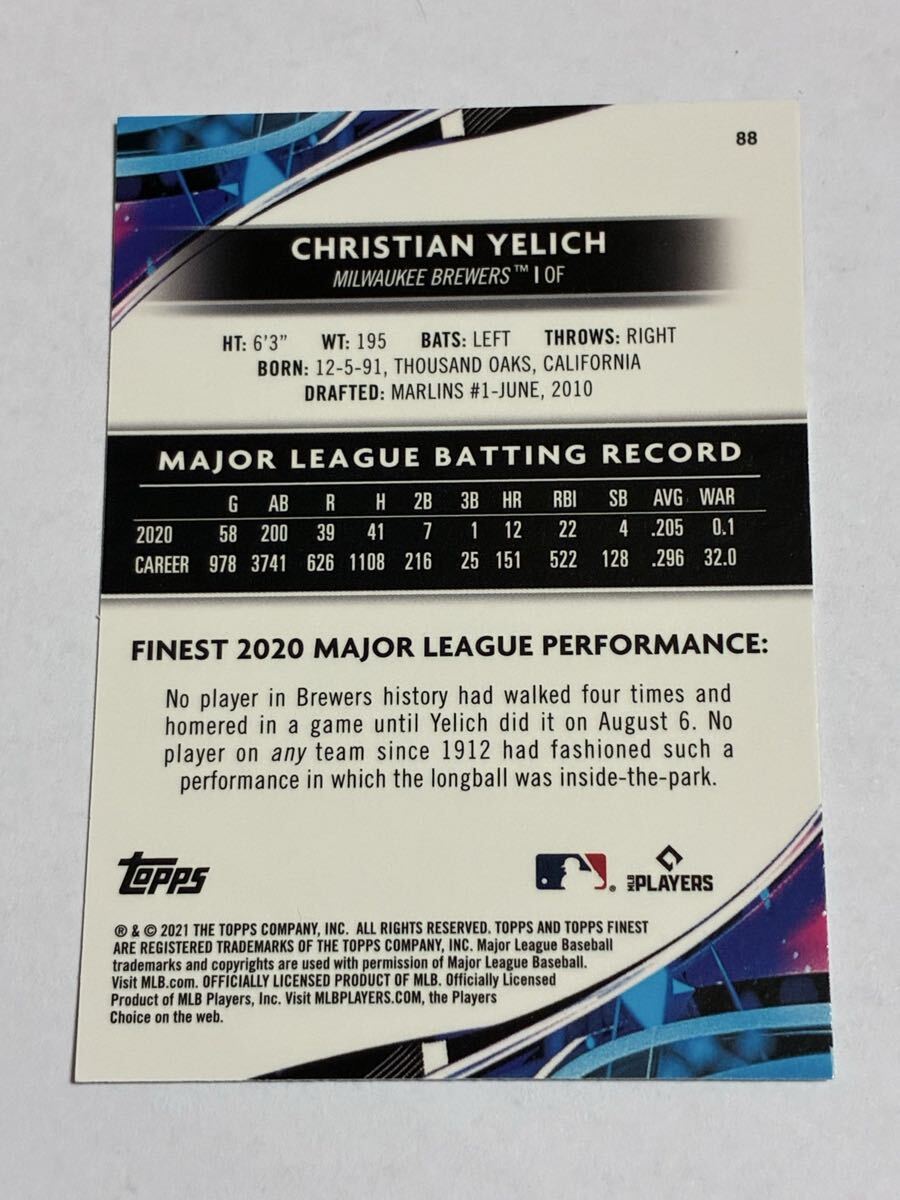 88
CHRISTIAN YELICH
MILWAUKEE BREWERS™ | OF
HT: 6'3" WT: 195 BATS: LEFT THROWS: RIGHT
BORN: 12-5-91, THOUSAND OAKS, CALIFORNIA
DRAFTED: MARLINS #1-JUNE, 2010
MAJOR LEAGUE BATTING RECORD
G AB R H 2B 3B HR RBI SB AVG WAR
2020 58 200 39 41 7 1 12 22 4 .205 0.1
CAREER 978 3741 626 1108 216 25 151 522 128 .296 32.0
FINEST 2020 MAJOR LEAGUE PERFORMANCE:
No player in Brewers history had walked four times and
homered in a game until Yelich did it on August 6. No
player on any team since 1912 had fashioned such a
performance in which the longball was inside-the-park.
topps ® MLB PLAYERS
® & © 2021 THE TOPPS COMPANY, INC. ALL RIGHTS RESERVED. TOPPS AND TOPPS FINEST
ARE REGISTERED TRADEMARKS OF THE TOPPS COMPANY, INC. Major League Baseball
trademarks and copyrights are used with permission of Major League Baseball.
Visit MLB.com. OFFICIALLY LICENSED PRODUCT OF MLB. Officially Licensed
Product of MLB Players, Inc. Visit MLBPLAYERS.COM, the Players
Choice on the web.